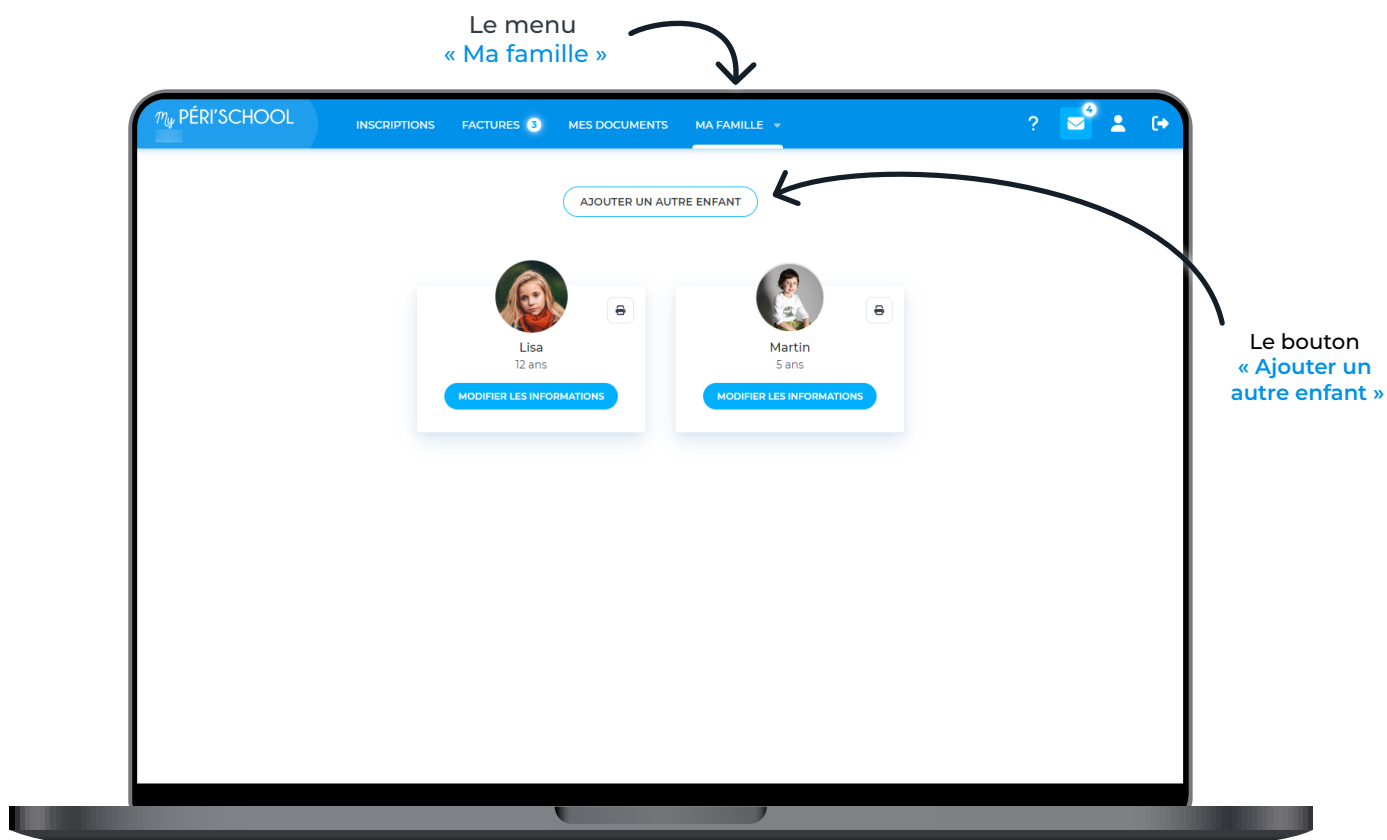 Le menu
« Ma famille »
My PÉRI'SCHOOL
INSCRIPTIONS FACTURES 3 MES DOCUMENTS MA FAMILLE ? 4
AJOUTER UN AUTRE ENFANT
Lisa
12 ans
MODIFIER LES INFORMATIONS
Martin
5 ans
MODIFIER LES INFORMATIONS
Le bouton
« Ajouter un
autre enfant »